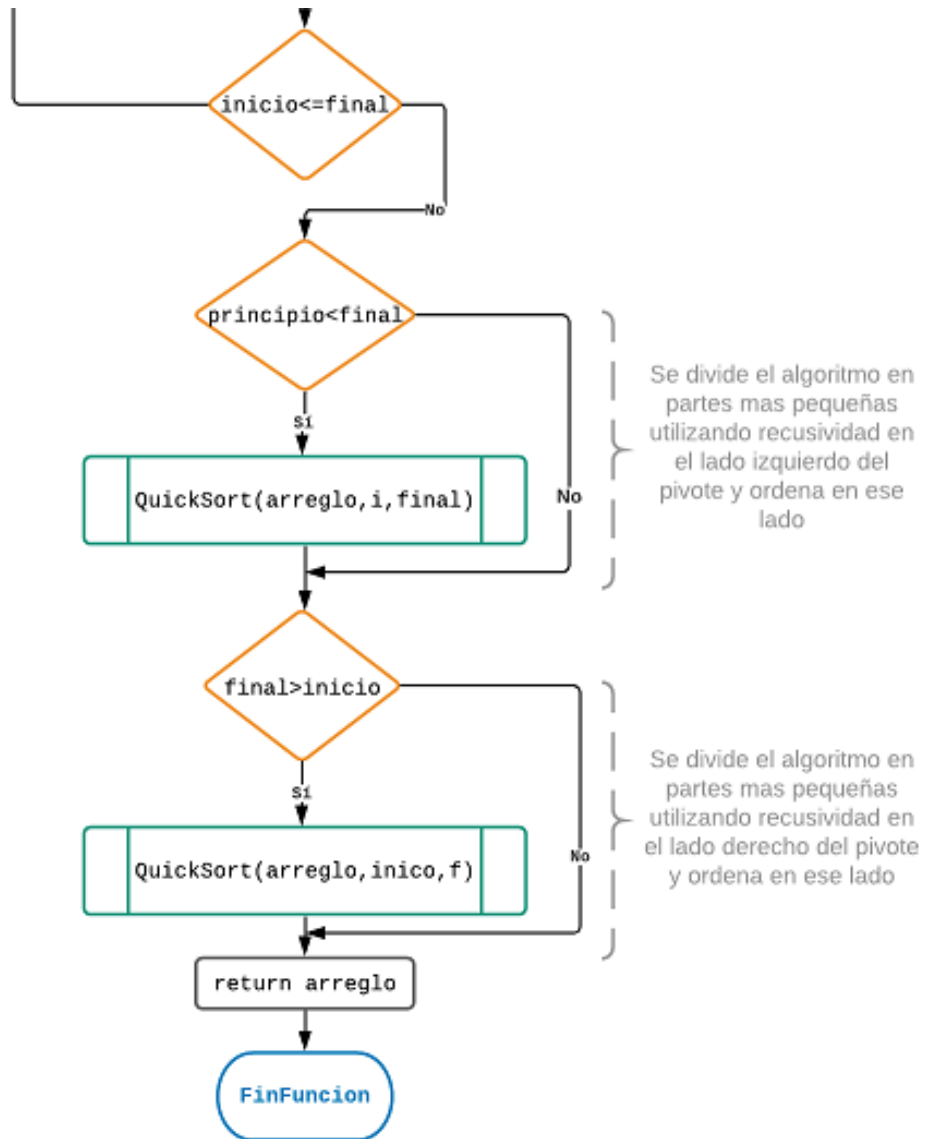 inicio<=final
No
principio<final
Sí
QuickSort(arreglo,i,final)
No
Se divide el algoritmo en
partes mas pequeñas
utilizando recusividad en
el lado izquierdo del
pivote y ordena en ese
lado
final>inicio
Sí
QuickSort(arreglo,inico,f)
No
Se divide el algoritmo en
partes mas pequeñas
utilizando recusividad en
el lado derecho del pivote
y ordena en ese lado
return arreglo
FinFuncion